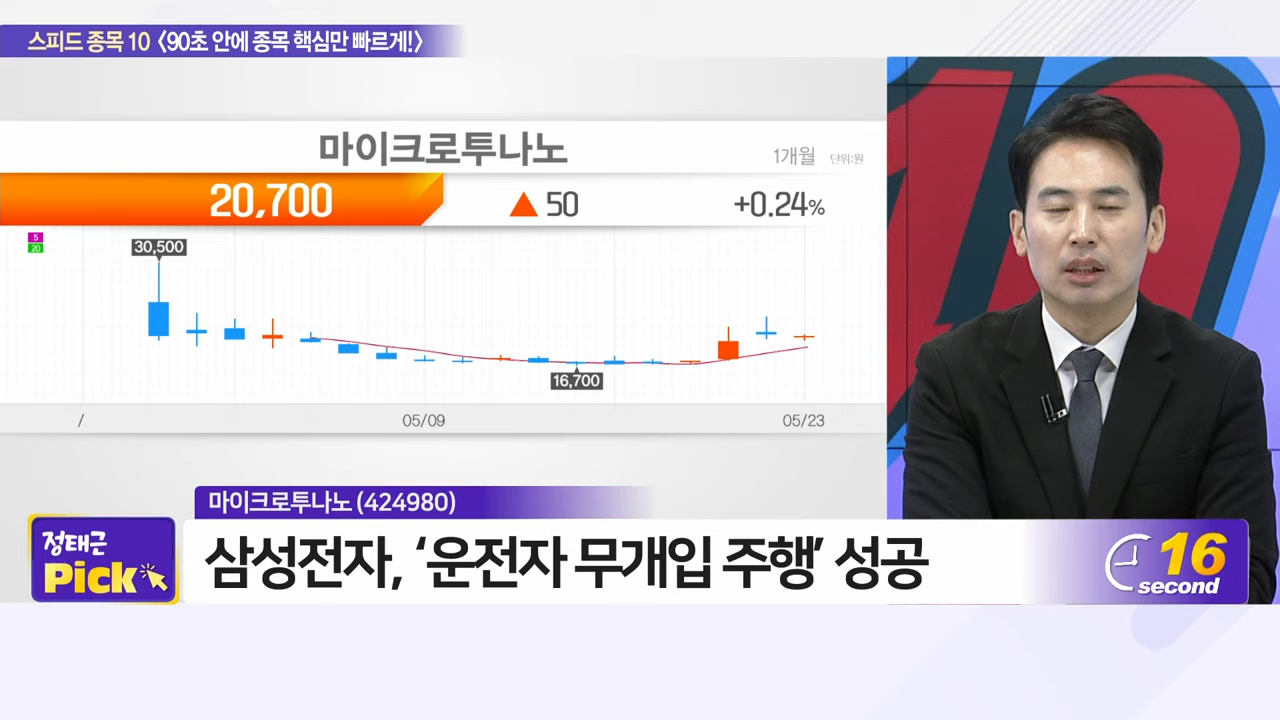 스피드 종목 10 〈90초 안에 종목 핵심만 빠르게!〉
마이크로투나노
1개월 단위:원
20,700 ▲ 50 +0.24%
5
20
30,500
16,700
/ 05/09 05/23
마이크로투나노 (424980)
정태근
Pick
삼성전자, ‘운전자 무개입 주행’ 성공
16
second
10